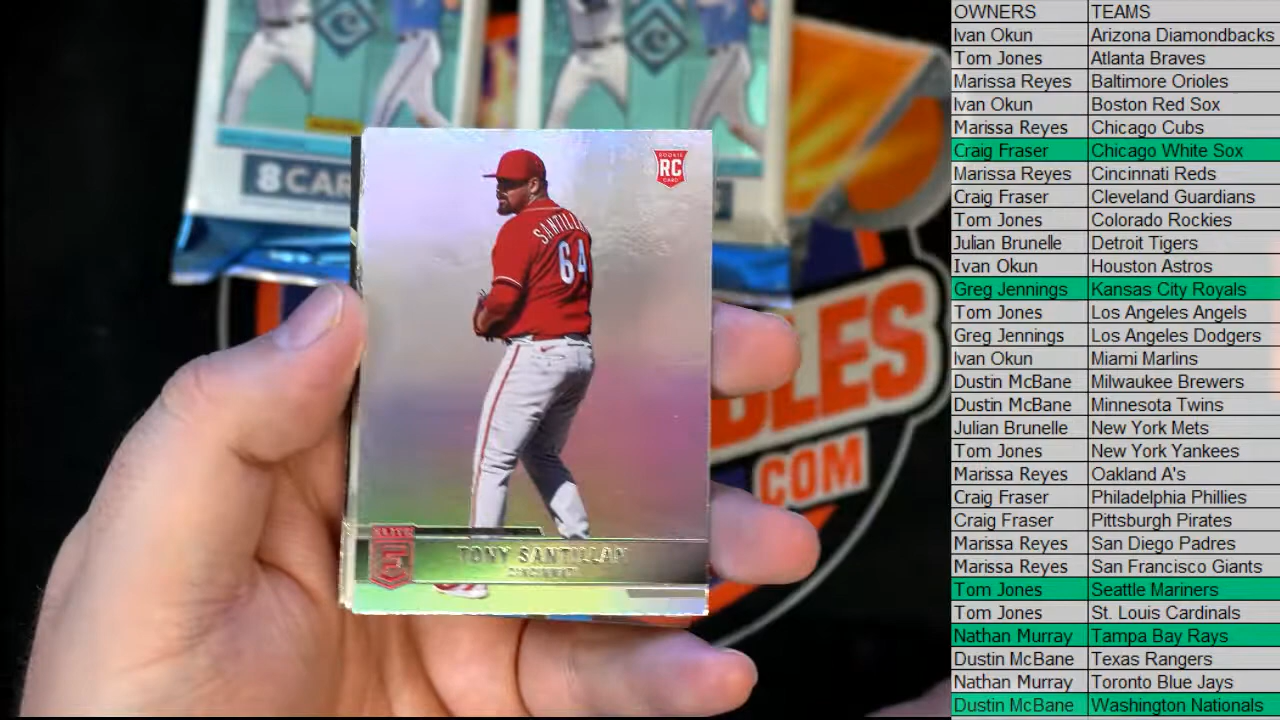 8CAR
ROOKIE
RC
CARD
SANTILLA
64
ELITE
E
TONY SANTILLAN
CINCINNATI
BLES
.COM
OWNERS TEAMS
Ivan Okun Arizona Diamondbacks
Tom Jones Atlanta Braves
Marissa Reyes Baltimore Orioles
Ivan Okun Boston Red Sox
Marissa Reyes Chicago Cubs
Craig Fraser Chicago White Sox
Marissa Reyes Cincinnati Reds
Craig Fraser Cleveland Guardians
Tom Jones Colorado Rockies
Julian Brunelle Detroit Tigers
Ivan Okun Houston Astros
Greg Jennings Kansas City Royals
Tom Jones Los Angeles Angels
Greg Jennings Los Angeles Dodgers
Ivan Okun Miami Marlins
Dustin McBane Milwaukee Brewers
Dustin McBane Minnesota Twins
Julian Brunelle New York Mets
Tom Jones New York Yankees
Marissa Reyes Oakland A's
Craig Fraser Philadelphia Phillies
Craig Fraser Pittsburgh Pirates
Marissa Reyes San Diego Padres
Marissa Reyes San Francisco Giants
Tom Jones Seattle Mariners
Tom Jones St. Louis Cardinals
Nathan Murray Tampa Bay Rays
Dustin McBane Texas Rangers
Nathan Murray Toronto Blue Jays
Dustin McBane Washington Nationals